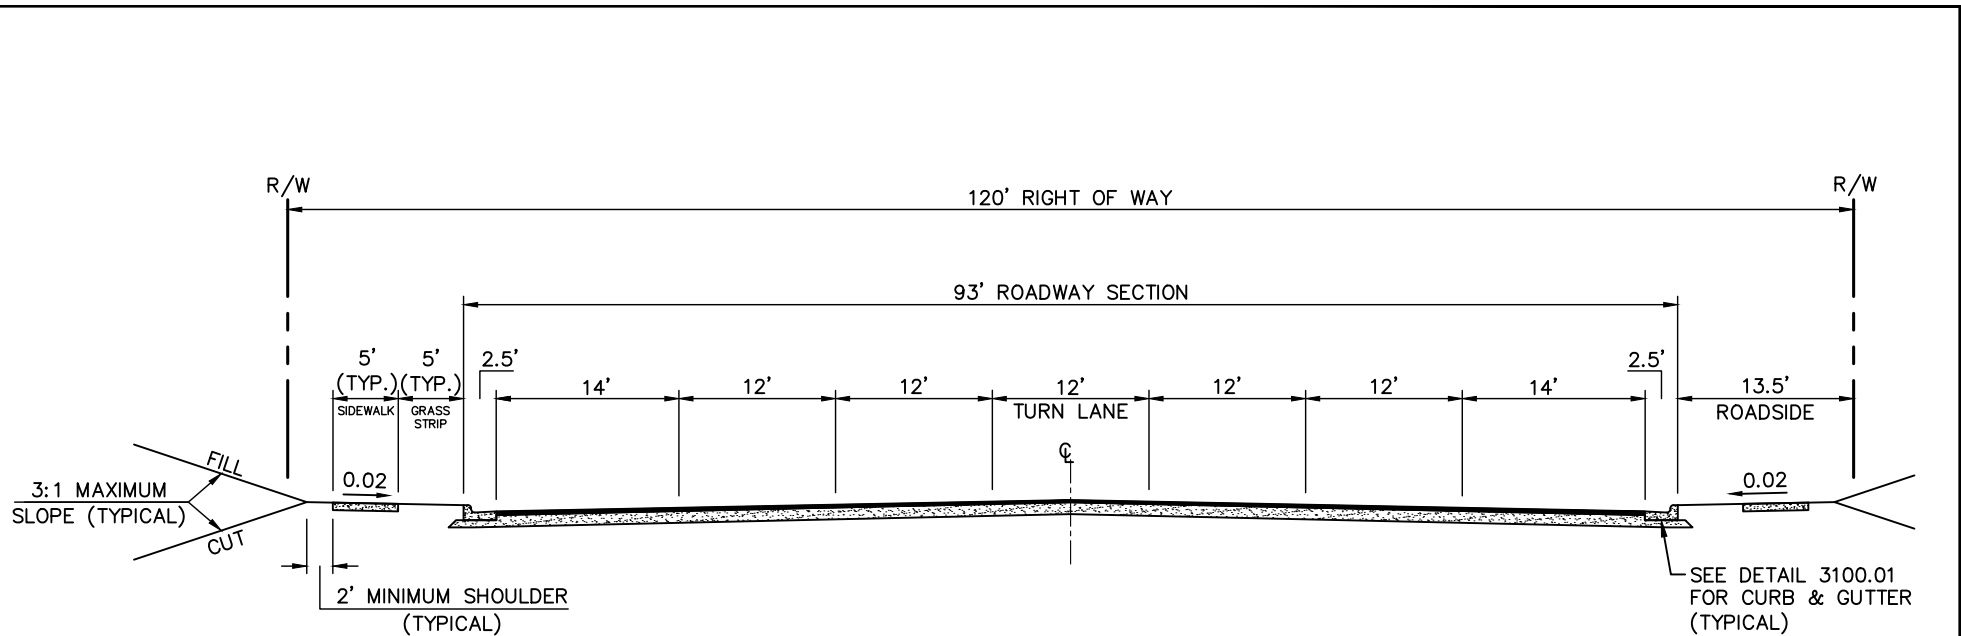 R/W
R/W
120' RIGHT OF WAY
93' ROADWAY SECTION
5'
(TYP.)
SIDEWALK
5'
(TYP.)
GRASS
STRIP
2.5'
14'
12'
12'
12'
TURN LANE
12'
12'
14'
2.5'
13.5'
ROADSIDE
℄
FILL
3:1 MAXIMUM
SLOPE (TYPICAL)
CUT
0.02
0.02
2' MINIMUM SHOULDER
(TYPICAL)
SEE DETAIL 3100.01
FOR CURB & GUTTER
(TYPICAL)